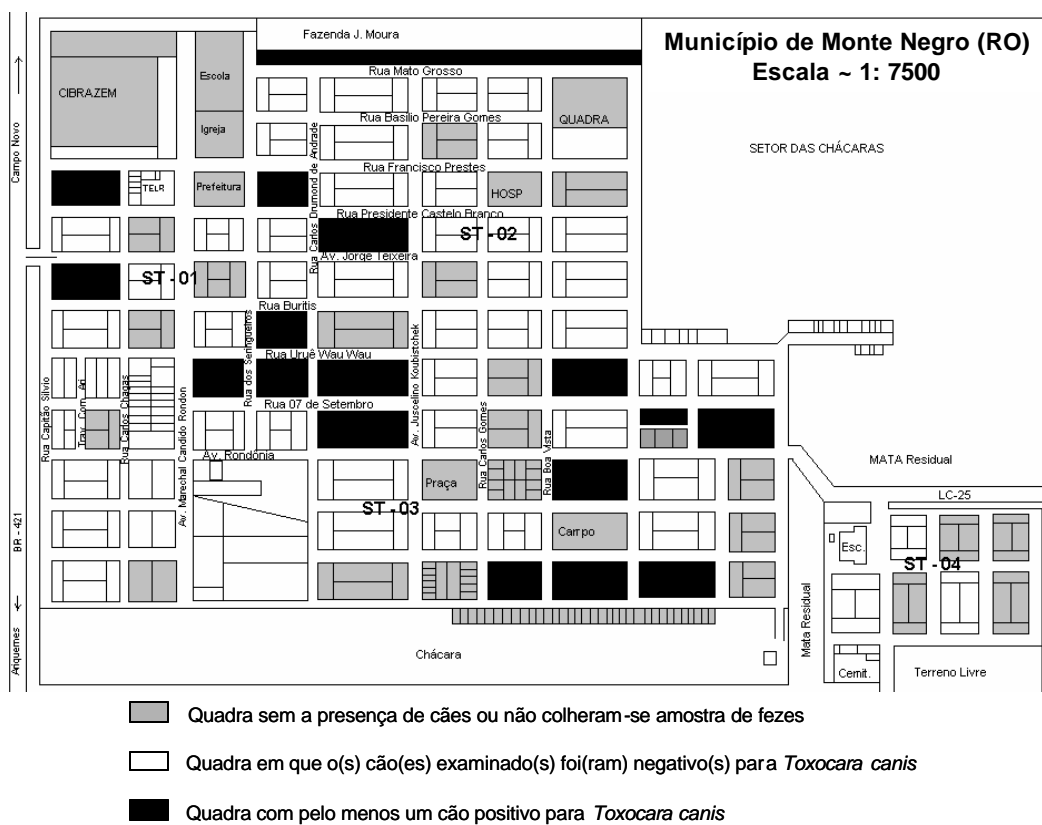 Município de Monte Negro (RO)
Escala ~ 1: 7500
Fazenda J. Moura
Rua Mato Grosso
Escola
CIBRAZEM
Rua Basilio Pereira Gomes
QUADRA
Igreja
Campo Novo
SETOR DAS CHÁCARAS
Rua Francisco Prestes
TELR
Prefeitura
HOSP
Rua Carlos Drumond de Andrade
Rua Presidente Castelo Branco
ST - 02
Av. Jorge Teixeira
ST - 01
Rua Buritis
Rua dos Seringueiros
Av. Juscelino Koubistchek
Rua Uruê Wau Wau
Rua Capitão Silvio
Trav. Com. Ari
Rua Carlos Chagas
Av. Marechal Candido Rondon
Rua 07 de Setembro
Rua Carlos Gomes
Rua Boa Vista
Av. Rondônia
MATA Residual
Praça
LC-25
ST - 03
BR - 421
Campo
Esc.
ST - 04
Mata Residual
Ariquemes
Chácara
Cemit.
Terreno Livre
Quadra sem a presença de cães ou não colheram-se amostra de fezes
Quadra em que o(s) cão(es) examinado(s) foi(ram) negativo(s) para Toxocara canis
Quadra com pelo menos um cão positivo para Toxocara canis